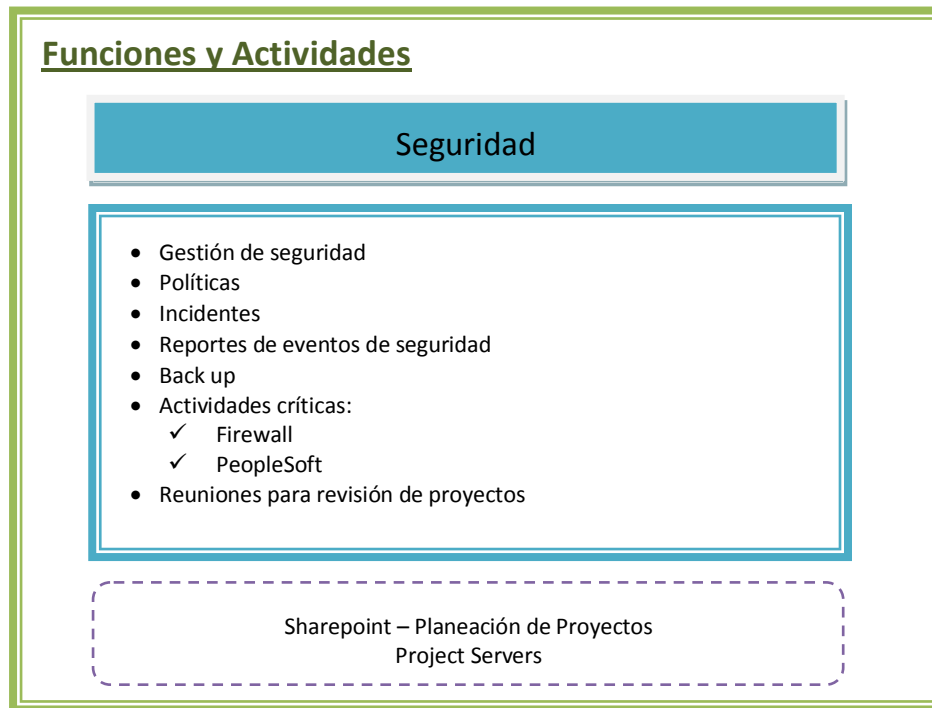 Funciones y Actividades
Seguridad
• Gestión de seguridad
• Políticas
• Incidentes
• Reportes de eventos de seguridad
• Back up
• Actividades críticas:
✓ Firewall
✓ PeopleSoft
• Reuniones para revisión de proyectos
Sharepoint – Planeación de Proyectos
Project Servers